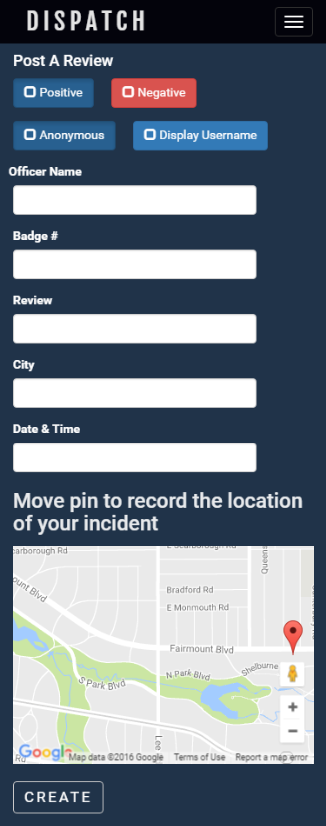 DISPATCH
Post A Review
Positive
Negative
Anonymous
Display Username
Officer Name
Badge #
Review
City
Date & Time
Move pin to record the location
of your incident
E Scarborough Rd
carborough Rd
Queens
ount Blvd
Bradford Rd
E Monmouth Rd
Fairmount Blvd
Shelburne
N Park Blvd
S Park Blvd
Lee
Rd
Google
Map data ©2016 Google
Terms of Use
Report a map error
CREATE